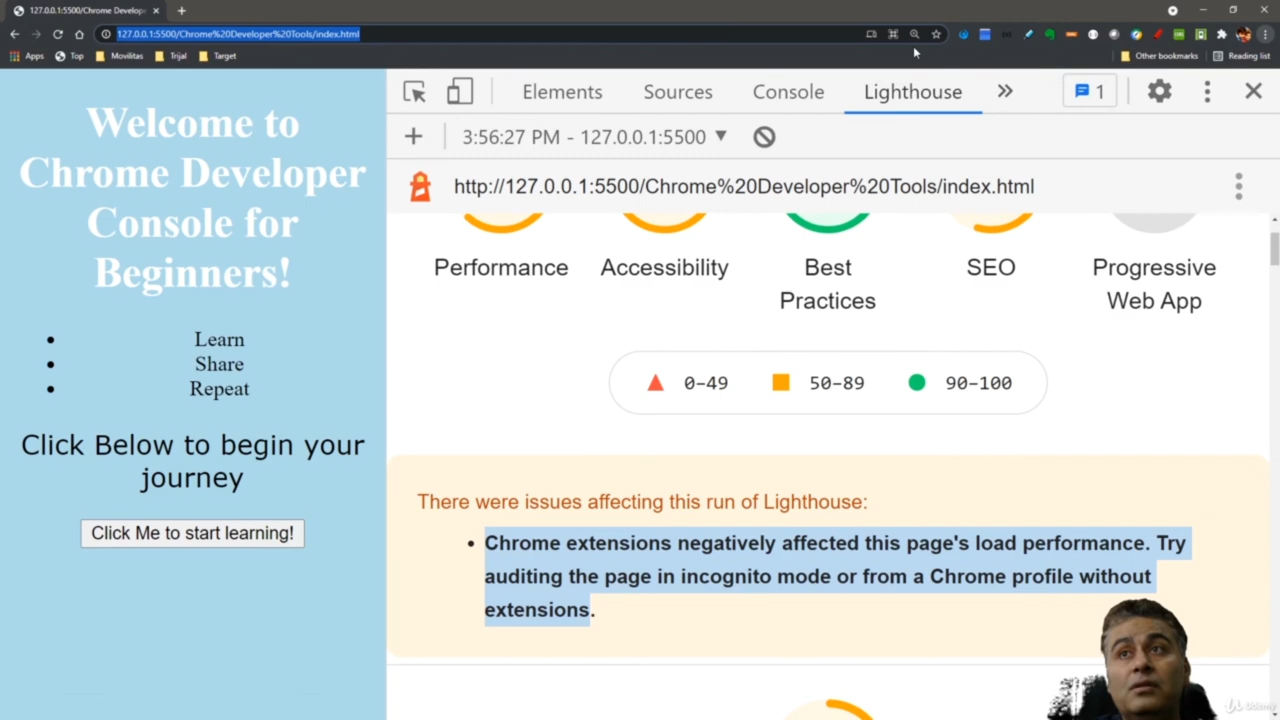 127.0.0.1:5500/Chrome Develop
127.0.0.1:5500/Chrome%20Developer%20Tools/index.html
Apps Top Movilitas Trijal Target Other bookmarks Reading list
Welcome to
Chrome Developer
Console for
Beginners!
Learn
Share
Repeat
Click Below to begin your
journey
Click Me to start learning!
Elements Sources Console Lighthouse 1
3:56:27 PM - 127.0.0.1:5500
http://127.0.0.1:5500/Chrome%20Developer%20Tools/index.html
Performance Accessibility Best Practices SEO Progressive Web App
0-49 50-89 90-100
There were issues affecting this run of Lighthouse:
Chrome extensions negatively affected this page's load performance. Try
auditing the page in incognito mode or from a Chrome profile without
extensions.
Udemy